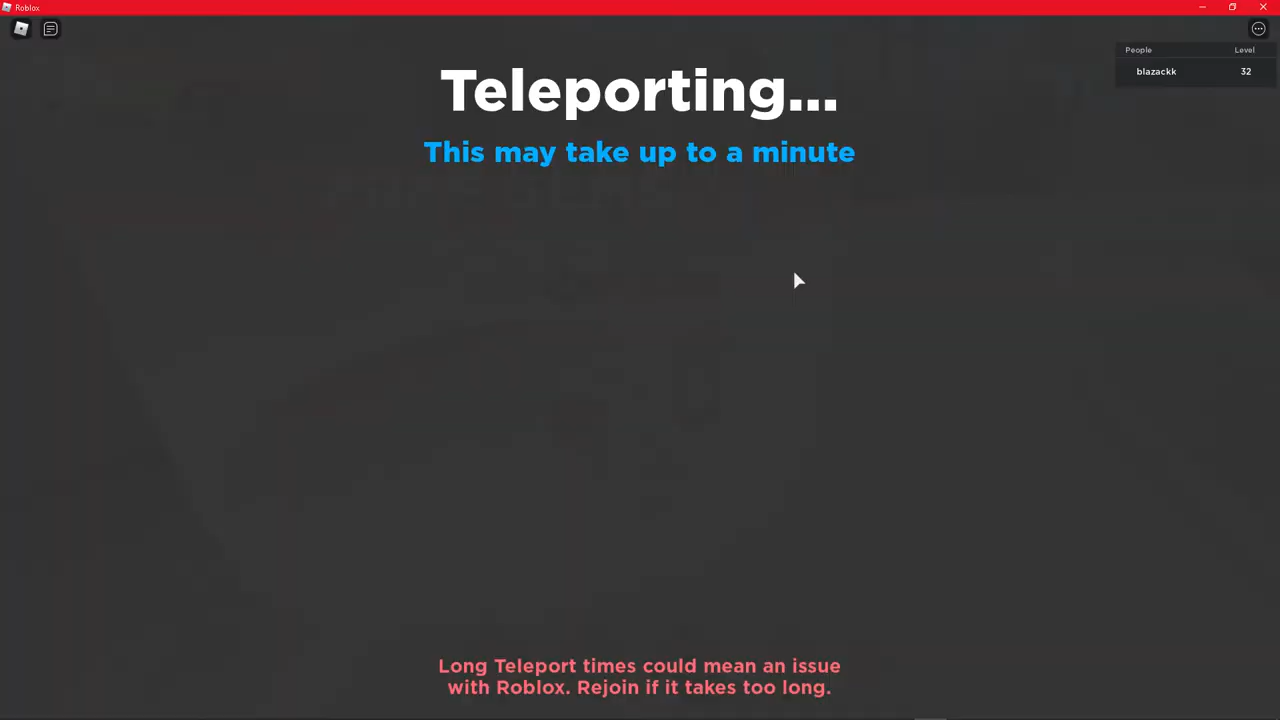 Roblox
People Level
blazackk 32
Teleporting...
This may take up to a minute
Long Teleport times could mean an issue
with Roblox. Rejoin if it takes too long.